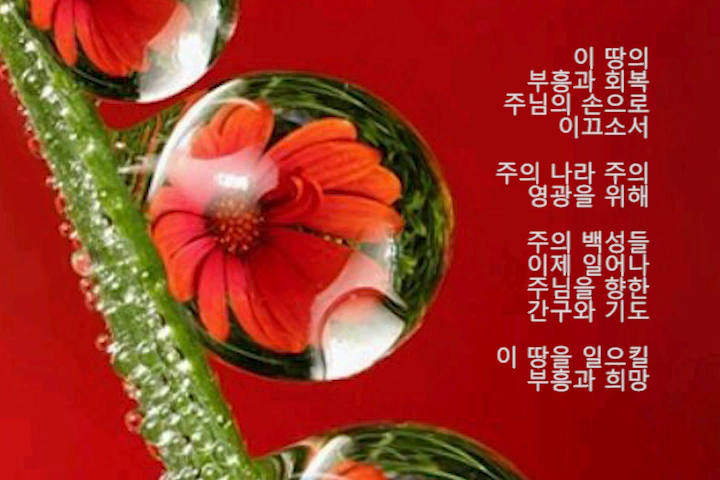 이 땅의
부흥과 회복
주님의 손으로
이끄소서
주의 나라 주의
영광을 위해
주의 백성들
이제 일어나
주님을 향한
간구와 기도
이 땅을 일으킬
부흥과 희망